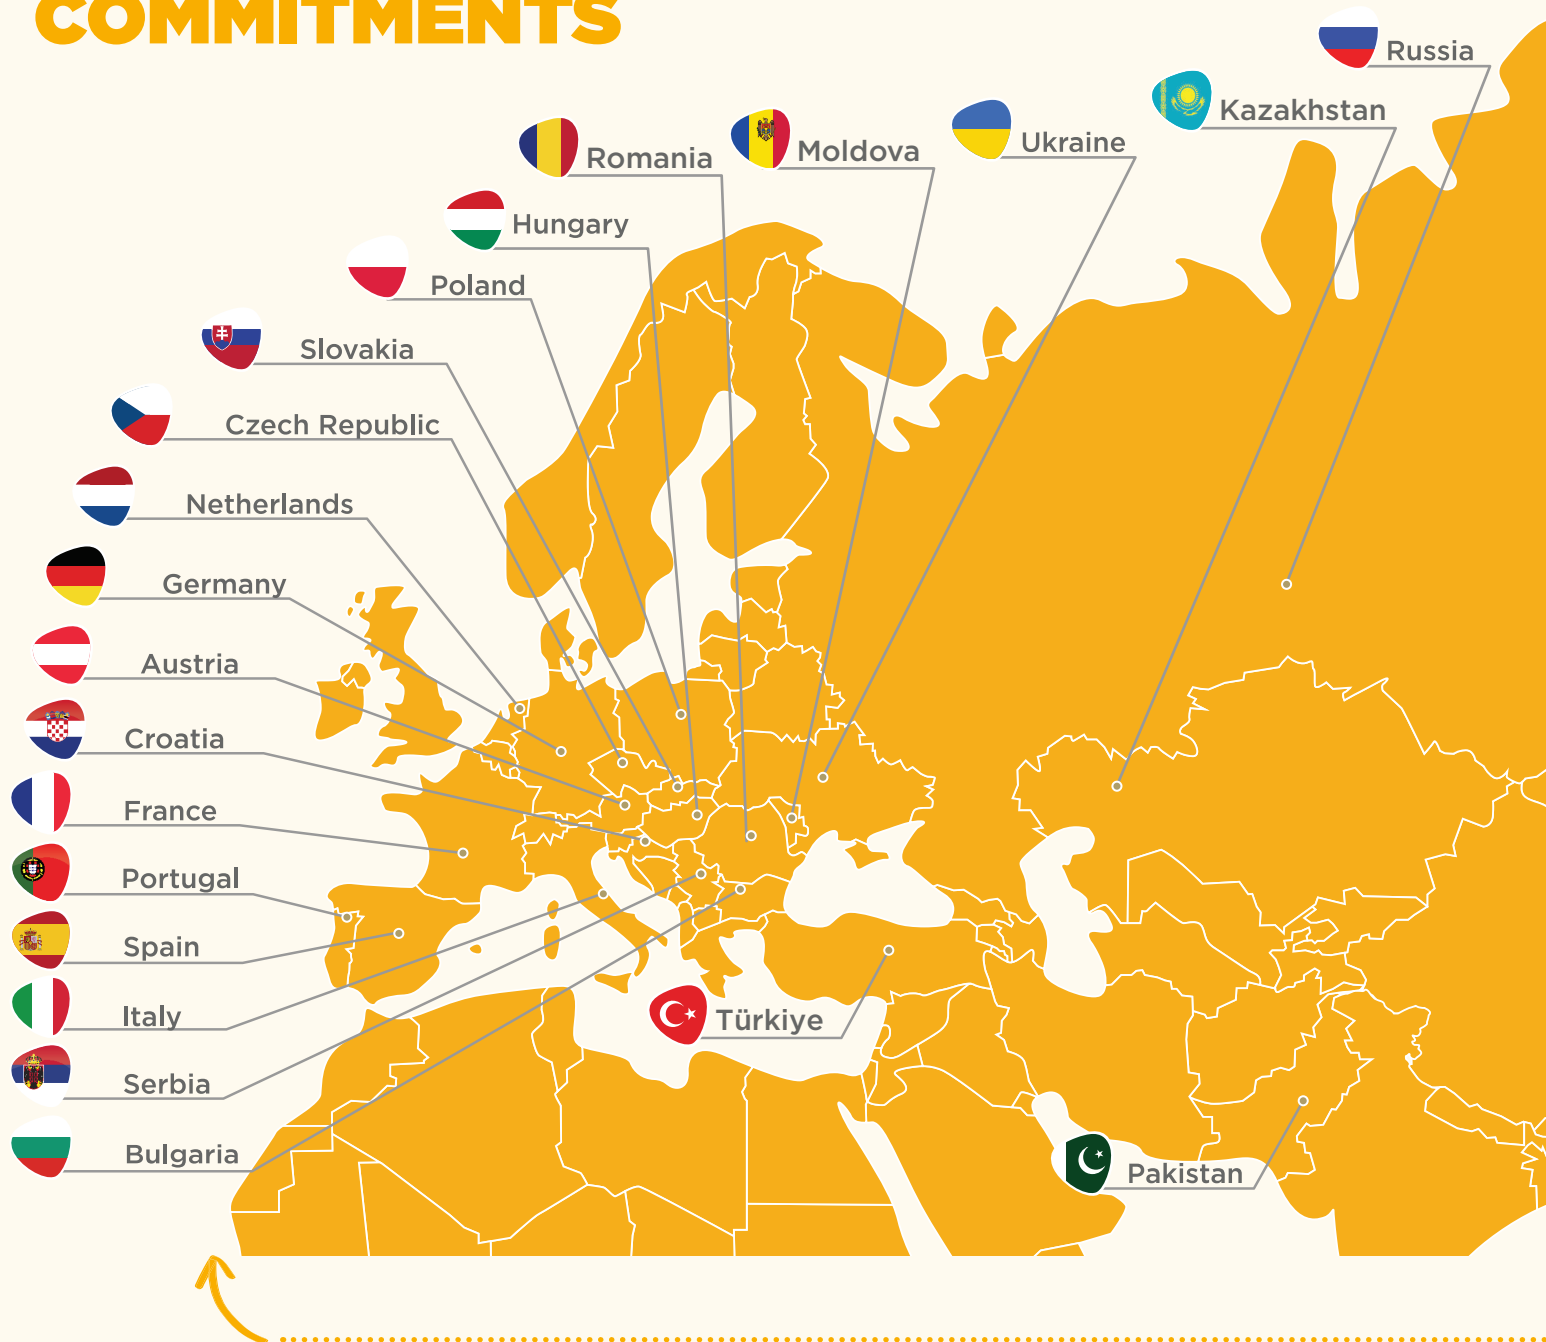 COMMITMENTS
Russia
Kazakhstan
Ukraine
Moldova
Romania
Hungary
Poland
Slovakia
Czech Republic
Netherlands
Germany
Austria
Croatia
France
Portugal
Spain
Italy
Serbia
Bulgaria
Türkiye
Pakistan